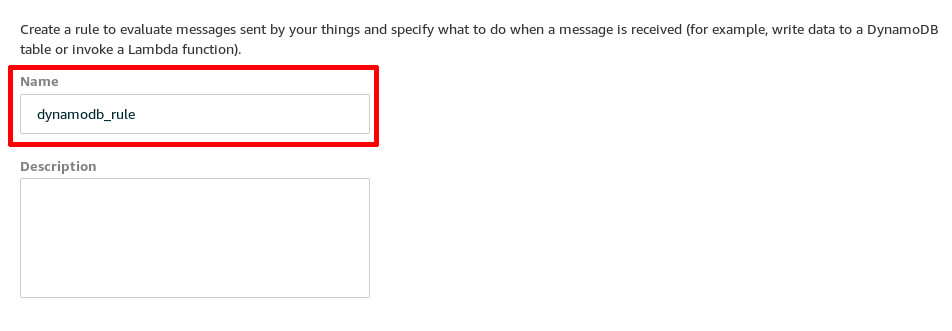 Create a rule to evaluate messages sent by your things and specify what to do when a message is received (for example, write data to a DynamoDB
table or invoke a Lambda function).
Name
dynamodb_rule
Description